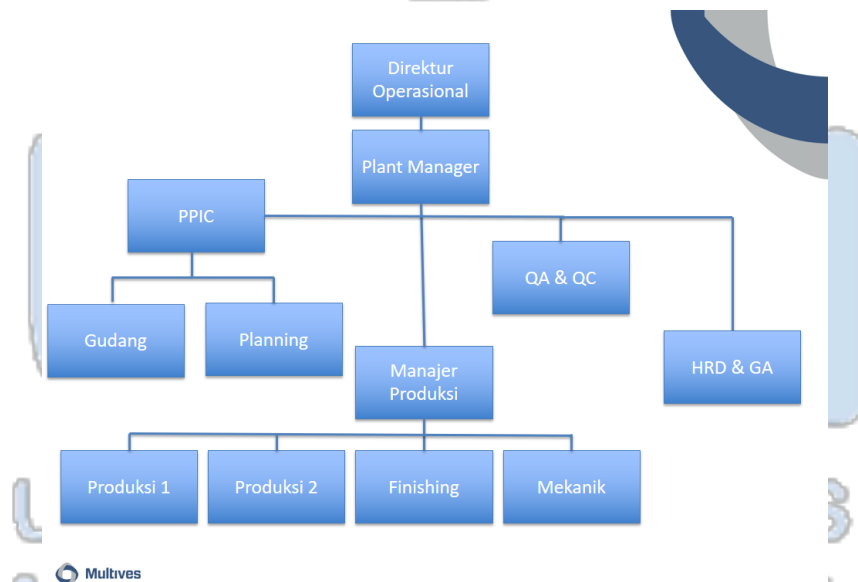 Direktur
Operasional
Plant Manager
PPIC
QA & QC
Gudang
Planning
HRD & GA
Manajer
Produksi
Produksi 1
Produksi 2
Finishing
Mekanik
Multives